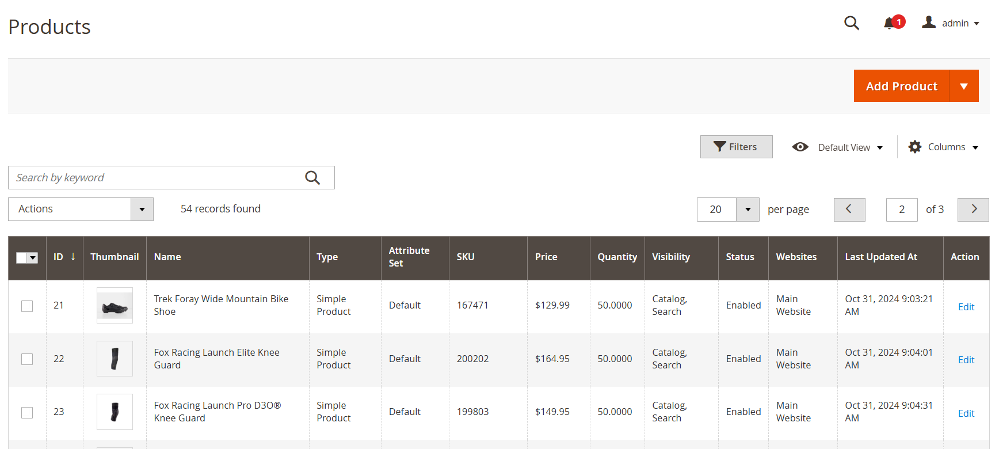 Products
1
admin
Add Product
Filters
Default View
Columns
Search by keyword
Actions
54 records found
20
per page
2
of 3
ID ↓
Thumbnail
Name
Type
Attribute
Set
SKU
Price
Quantity
Visibility
Status
Websites
Last Updated At
Action
21
Trek Foray Wide Mountain Bike
Shoe
Simple
Product
Default
167471
$129.99
50.0000
Catalog,
Search
Enabled
Main
Website
Oct 31, 2024 9:03:21
AM
Edit
22
Fox Racing Launch Elite Knee
Guard
Simple
Product
Default
200202
$164.95
50.0000
Catalog,
Search
Enabled
Main
Website
Oct 31, 2024 9:04:01
AM
Edit
23
Fox Racing Launch Pro D3O®
Knee Guard
Simple
Product
Default
199803
$149.95
50.0000
Catalog,
Search
Enabled
Main
Website
Oct 31, 2024 9:04:31
AM
Edit